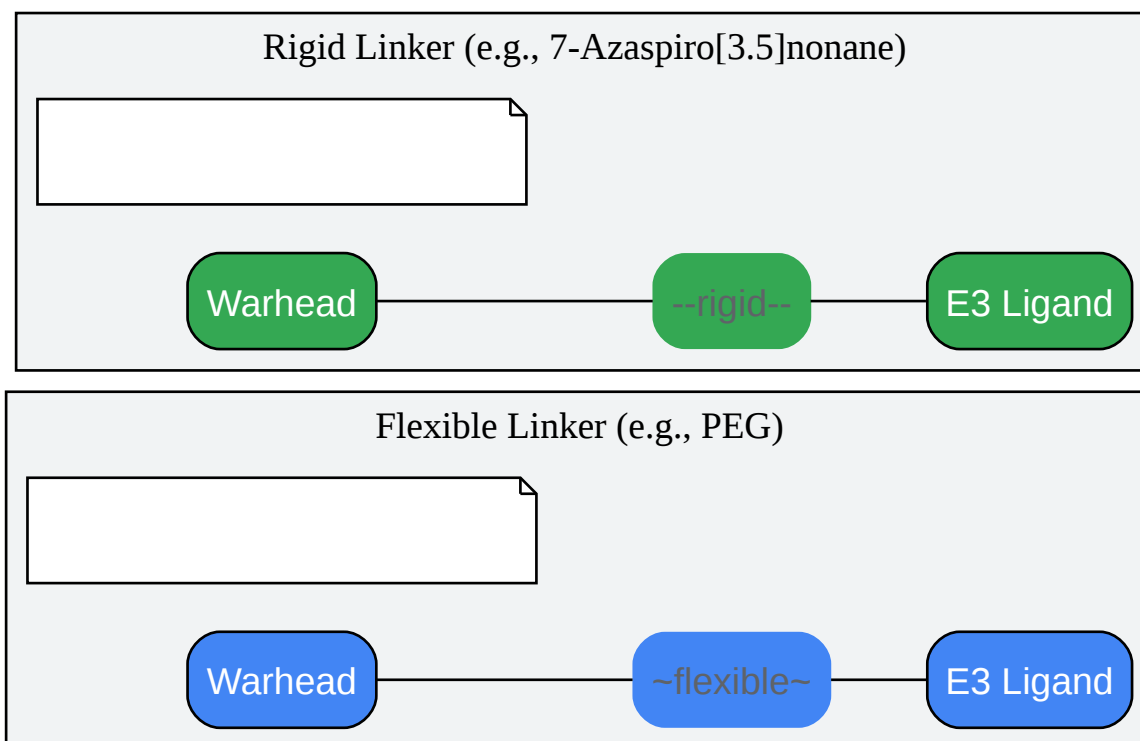 Rigid Linker (e.g., 7-Azaspiro[3.5]nonane)
Warhead
--rigid--
E3 Ligand
Flexible Linker (e.g., PEG)
Warhead
~flexible~
E3 Ligand